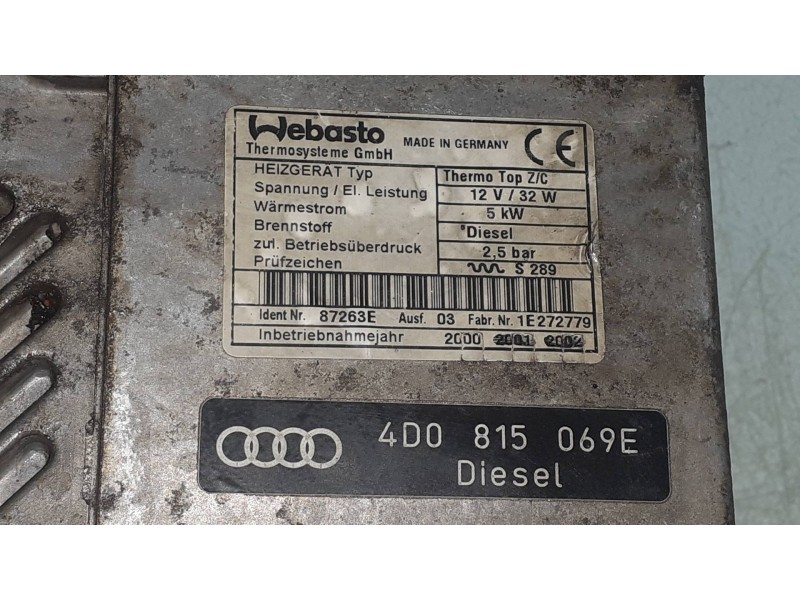 Webasto
Thermosysteme GmbH MADE IN GERMANY CE
HEIZGERÄT Typ Thermo Top Z/C
Spannung / El. Leistung 12 V / 32 W
Wärmestrom 5 kW
Brennstoff *Diesel
zul. Betriebsüberdruck 2,5 bar
Prüfzeichen S 289
Ident Nr. 87263E Ausf. 03 Fabr. Nr. 1E272779
Inbetriebnahmejahr 2000 2001 2002
4D0 815 069E
Diesel